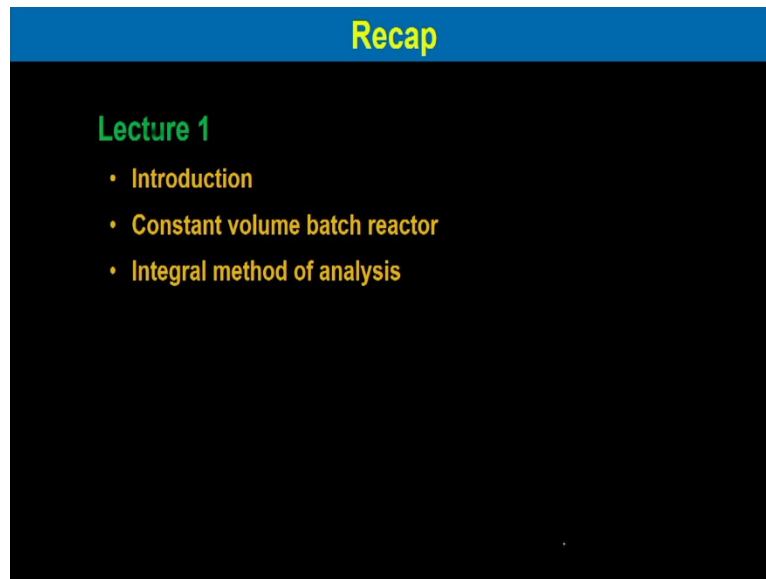 Recap
Lecture 1
• Introduction
• Constant volume batch reactor
• Integral method of analysis